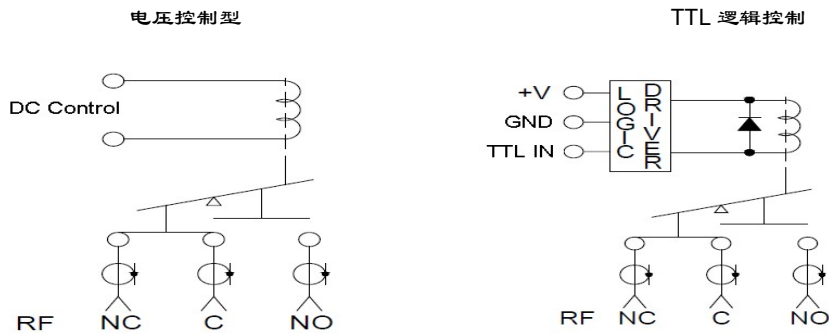 电压控制型
DC Control
RF NC C NO
TTL 逻辑控制
+V
GND
TTL IN
LOGIC
DRIVER
RF NC C NO